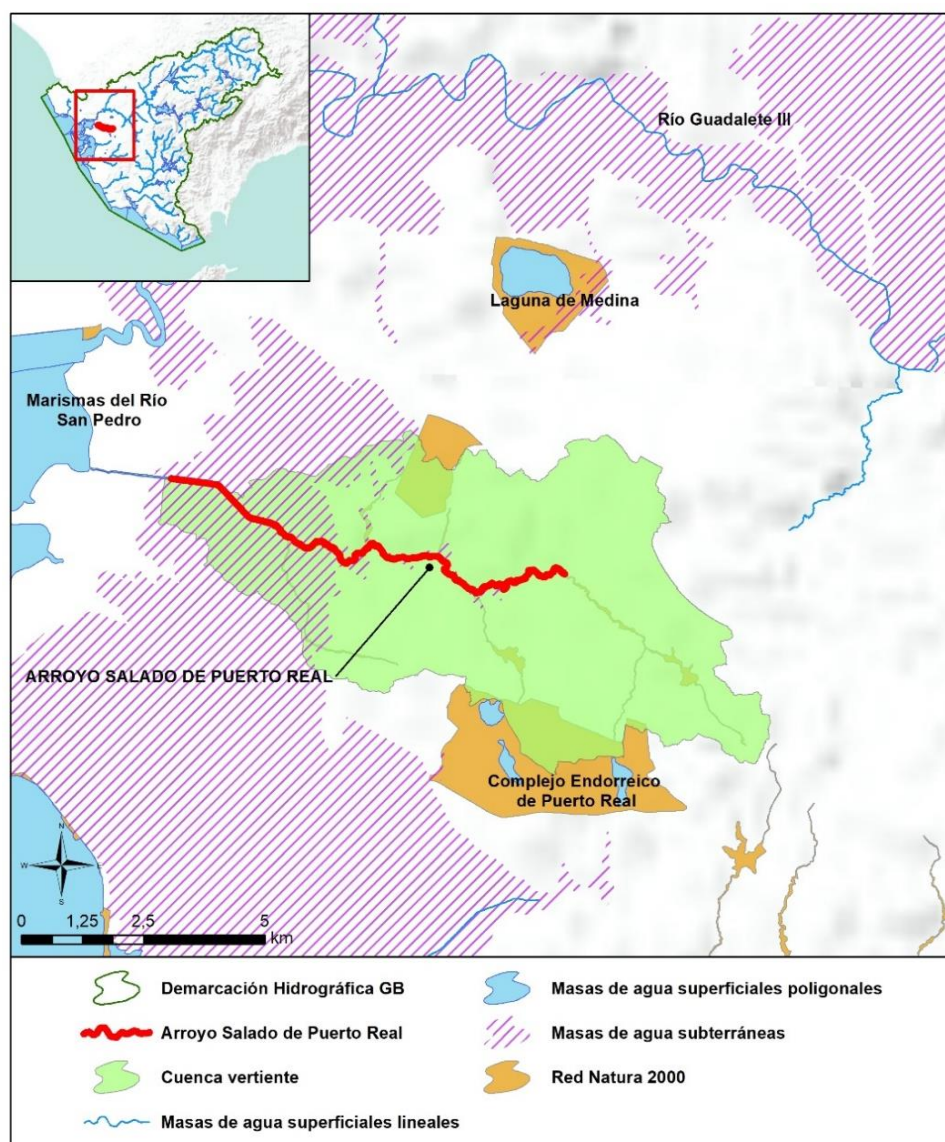 Río Guadalete III
Laguna de Medina
Marismas del Río
San Pedro
ARROYO SALADO DE PUERTO REAL
Complejo Endorreico
de Puerto Real
N
W
E
S
0 1,25 2,5 5
km
Demarcación Hidrográfica GB
Masas de agua superficiales poligonales
Arroyo Salado de Puerto Real
Masas de agua subterráneas
Cuenca vertiente
Red Natura 2000
Masas de agua superficiales lineales